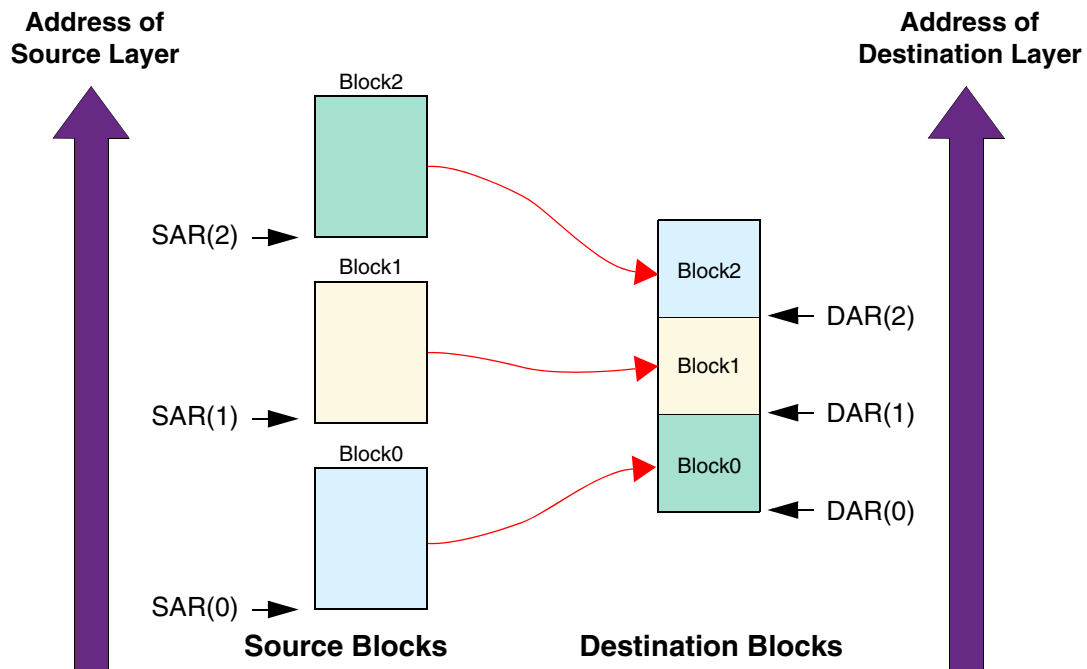 Address of
Source Layer
Address of
Destination Layer
Block2
SAR(2)
Block1
SAR(1)
Block0
SAR(0)
Block2
DAR(2)
Block1
DAR(1)
Block0
DAR(0)
Source Blocks
Destination Blocks